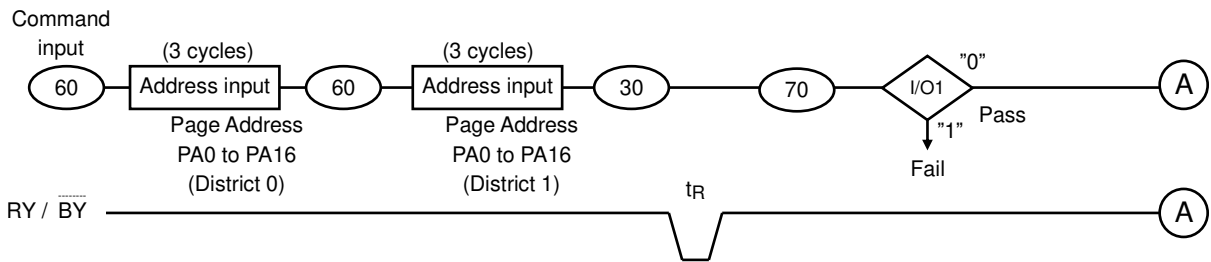 Command
input
(3 cycles)
(3 cycles)
60
Address input
60
Address input
30
70
I/O1
"0"
A
Pass
"1"
Fail
Page Address
PA0 to PA16
(District 0)
Page Address
PA0 to PA16
(District 1)
tR
RY / BY
A